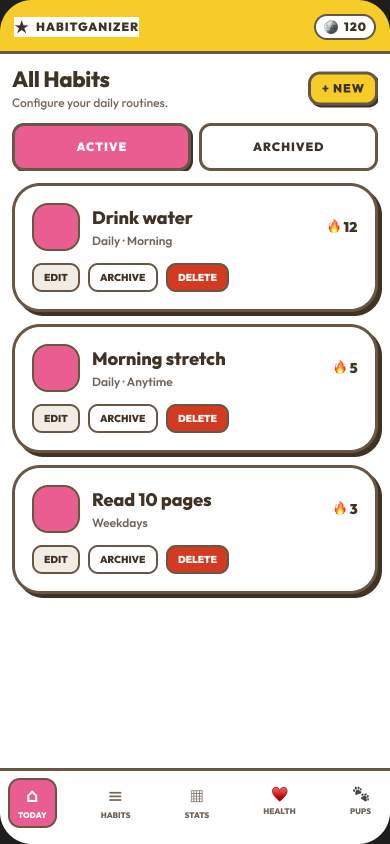 ★ HABITGANIZER
120
All Habits
Configure your daily routines.
+ NEW
ACTIVE
ARCHIVED
Drink water
Daily · Morning
🔥 12
EDIT
ARCHIVE
DELETE
Morning stretch
Daily · Anytime
🔥 5
EDIT
ARCHIVE
DELETE
Read 10 pages
Weekdays
🔥 3
EDIT
ARCHIVE
DELETE
TODAY
HABITS
STATS
HEALTH
PUPS